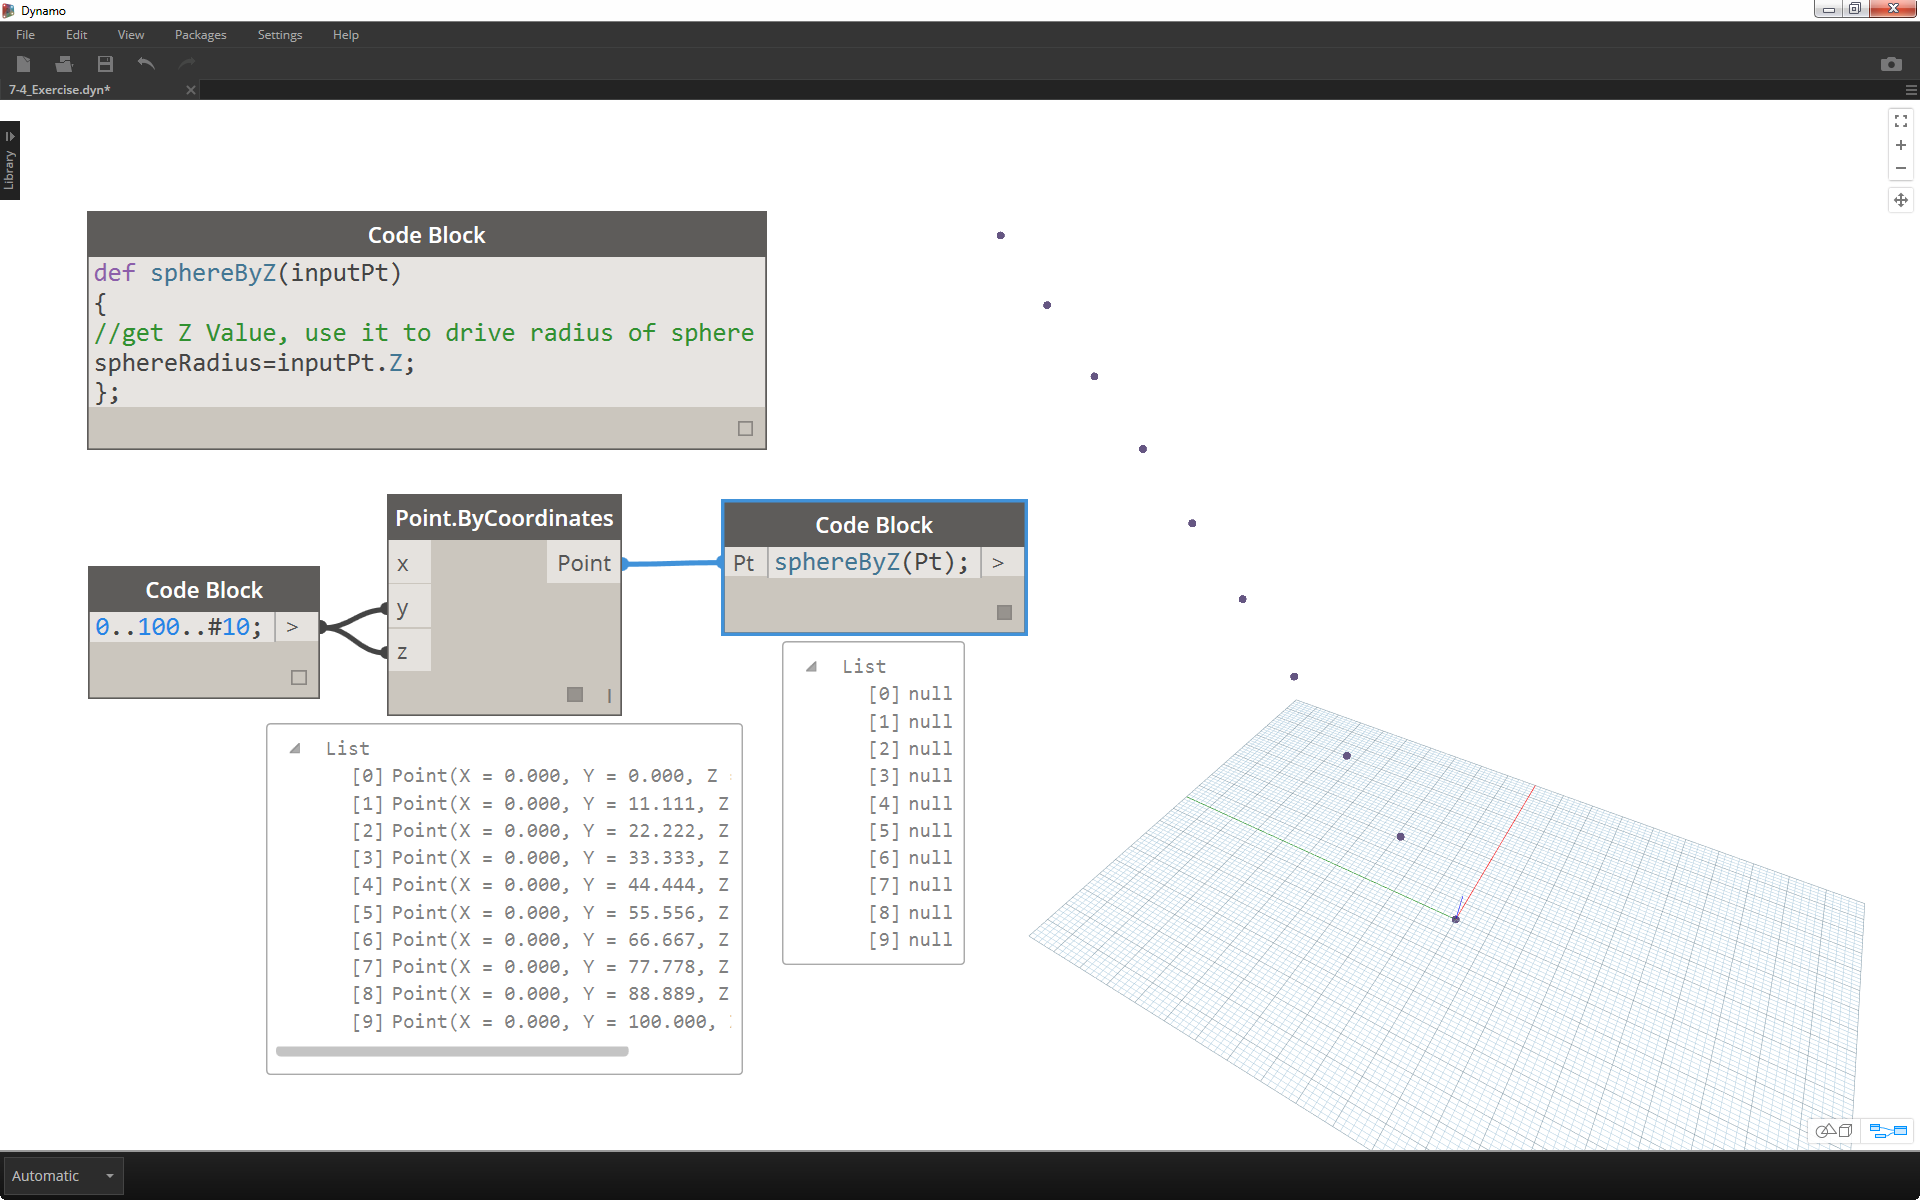 Dynamo
File Edit View Packages Settings Help
7-4_Exercise.dyn*
Library
Code Block
def sphereByZ(inputPt)
{
//get Z Value, use it to drive radius of sphere
sphereRadius=inputPt.Z;
};
Point.ByCoordinates
x
y
z
Point
Code Block
Pt sphereByZ(Pt); >
Code Block
0..100..#10; >
List
[0] null
[1] null
[2] null
[3] null
[4] null
[5] null
[6] null
[7] null
[8] null
[9] null
List
[0] Point(X = 0.000, Y = 0.000, Z
[1] Point(X = 0.000, Y = 11.111, Z
[2] Point(X = 0.000, Y = 22.222, Z
[3] Point(X = 0.000, Y = 33.333, Z
[4] Point(X = 0.000, Y = 44.444, Z
[5] Point(X = 0.000, Y = 55.556, Z
[6] Point(X = 0.000, Y = 66.667, Z
[7] Point(X = 0.000, Y = 77.778, Z
[8] Point(X = 0.000, Y = 88.889, Z
[9] Point(X = 0.000, Y = 100.000,
Automatic